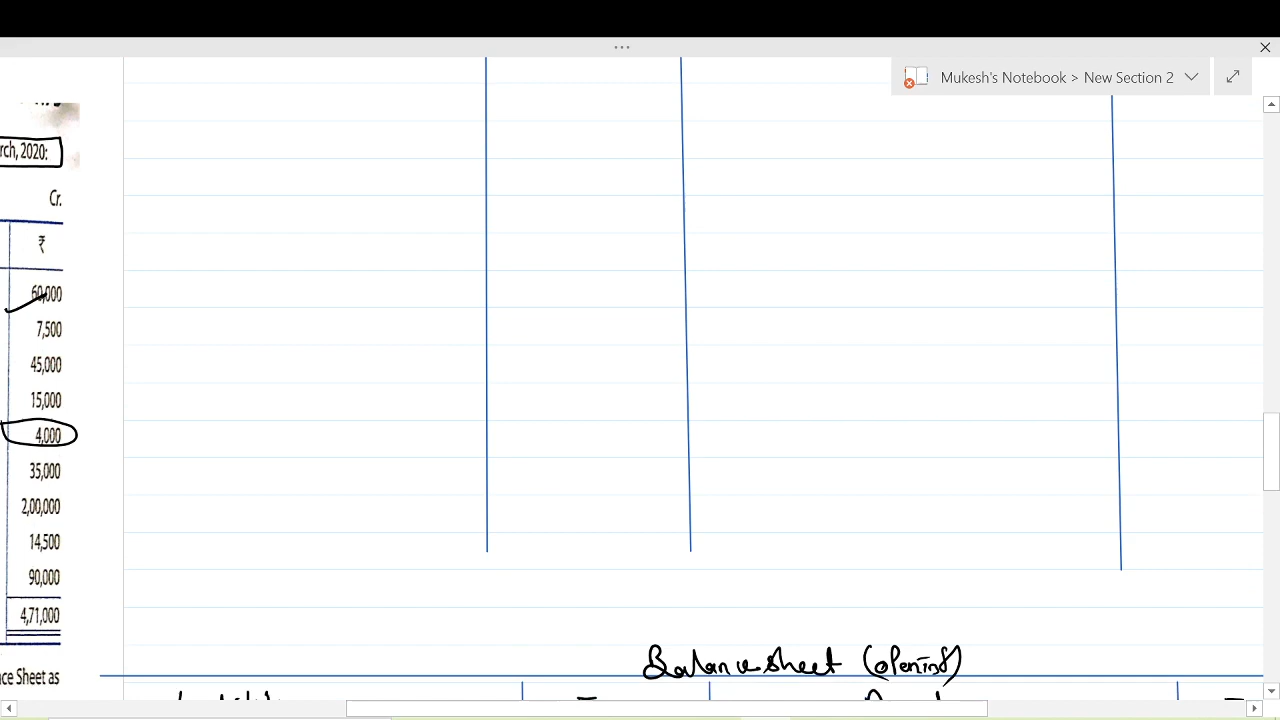 Mukesh's Notebook > New Section 2
rch, 2020:
Cr.
₹
60,000
7,500
45,000
15,000
4,000
35,000
2,00,000
14,500
90,000
4,71,000
nce Sheet as
Balance sheet (opening)